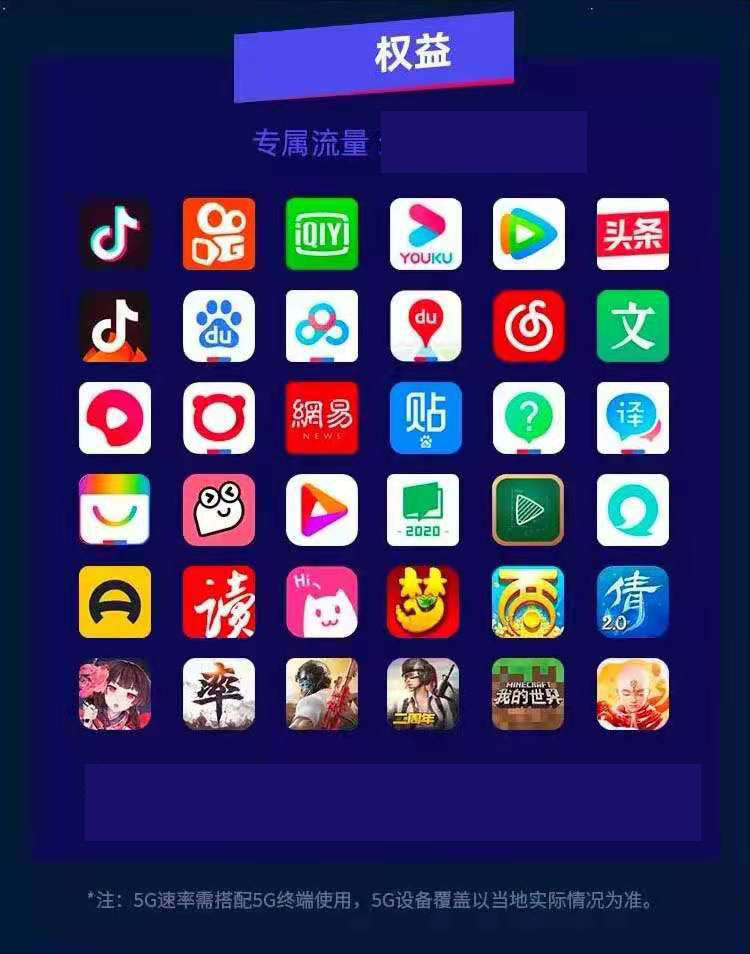 权益
专属流量：
iQIYI
YOUKU
头条
du
du
文
網易
NEWS
贴
?
译
-2020-
读
Hi、
梦
西
倩
2.0
率
二周年
MINECRAFT
我的世界
*注：5G速率需搭配5G终端使用，5G设备覆盖以当地实际情况为准。